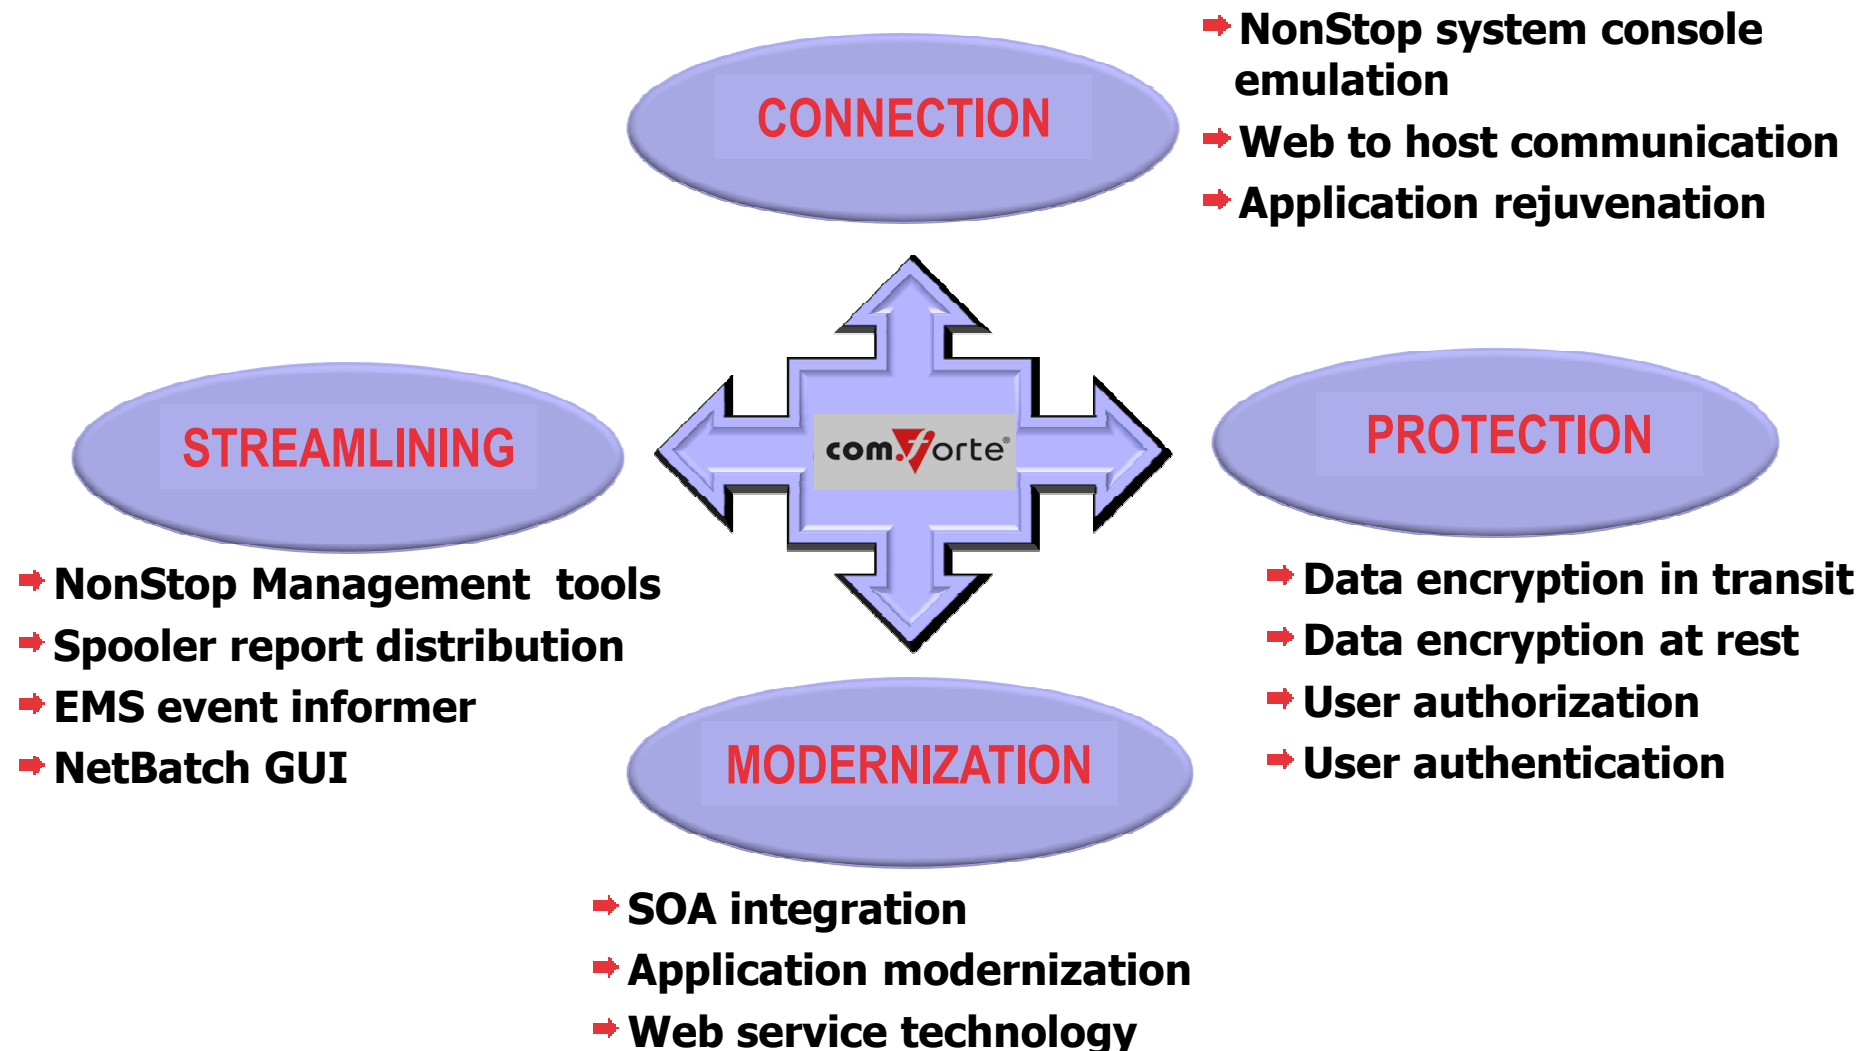 CONNECTION
NonStop system console
emulation
Web to host communication
Application rejuvenation
STREAMLINING
com.forte®
PROTECTION
NonStop Management tools
Spooler report distribution
EMS event informer
NetBatch GUI
Data encryption in transit
Data encryption at rest
User authorization
User authentication
MODERNIZATION
SOA integration
Application modernization
Web service technology